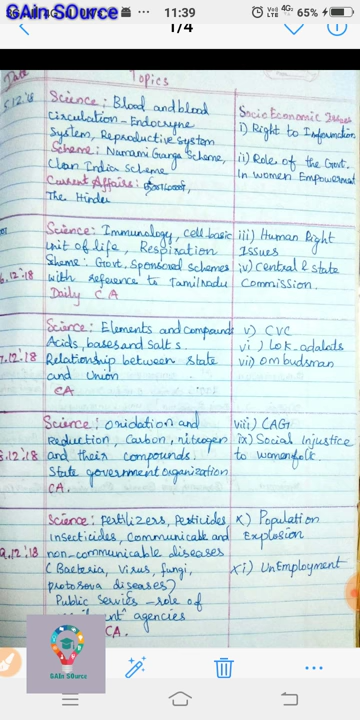 GAin SOurce
11:39
65%
1/4
Date
Topics
5.12.18
Science: Blood and blood
circulation - Endocryne
System, Reproductive system
Scheme: Namami Ganga Scheme,
Clean India Scheme
Current Affairs:
The Hindu
Socio Economic Issues
i) Right to Information
ii) Role of the Govt.
in women Empowerment
6.12.18
Science: Immunology, cell-basic
unit of life, Respiration
Sheme: Govt. Sponsored schemes
with reference to Tamilnadu
Daily C.A
iii) Human Right
Issues
iv) Central & state
Commission.
7.12.18
Science: Elements and compounds
Acids, bases and Salts.
Relationship between state
and Union
CA
v) CVC
vi) Lok-adalats
vii) ombudsman
8.12.18
Science: oxidation and
Reduction, Carbon, nitrogen
and their compounds.
State government organization
CA.
viii) CAG
ix) Social Injustice
to womenfolk.
9.12.18
Science: Fertilizers, Pesticides
Insecticides, Communicable and
non-communicable diseases
(Bacteria, virus, fungi,
protozova diseases)
Public Servies - role of
agencies
CA.
x) Population
Explosion
xi) UnEmployment
GAIn SOurce